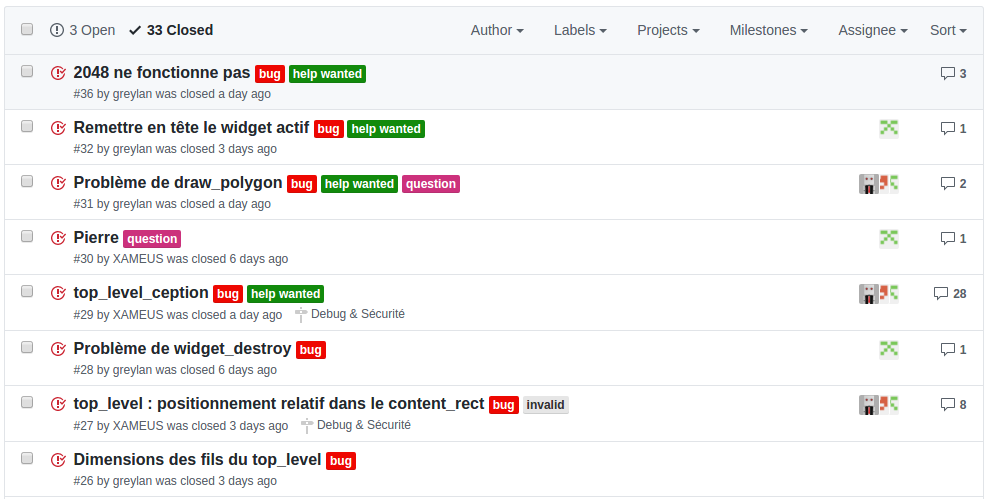 3 Open 33 Closed Author Labels Projects Milestones Assignee Sort
2048 ne fonctionne pas bug help wanted 3
#36 by greylan was closed a day ago
Remettre en tête le widget actif bug help wanted 1
#32 by greylan was closed 3 days ago
Problème de draw_polygon bug help wanted question 2
#31 by greylan was closed a day ago
Pierre question 1
#30 by XAMEUS was closed 6 days ago
top_level_ception bug help wanted 28
#29 by XAMEUS was closed a day ago Debug & Sécurité
Problème de widget_destroy bug 1
#28 by greylan was closed 6 days ago
top_level : positionnement relatif dans le content_rect bug invalid 8
#27 by XAMEUS was closed 3 days ago Debug & Sécurité
Dimensions des fils du top_level bug
#26 by greylan was closed 3 days ago